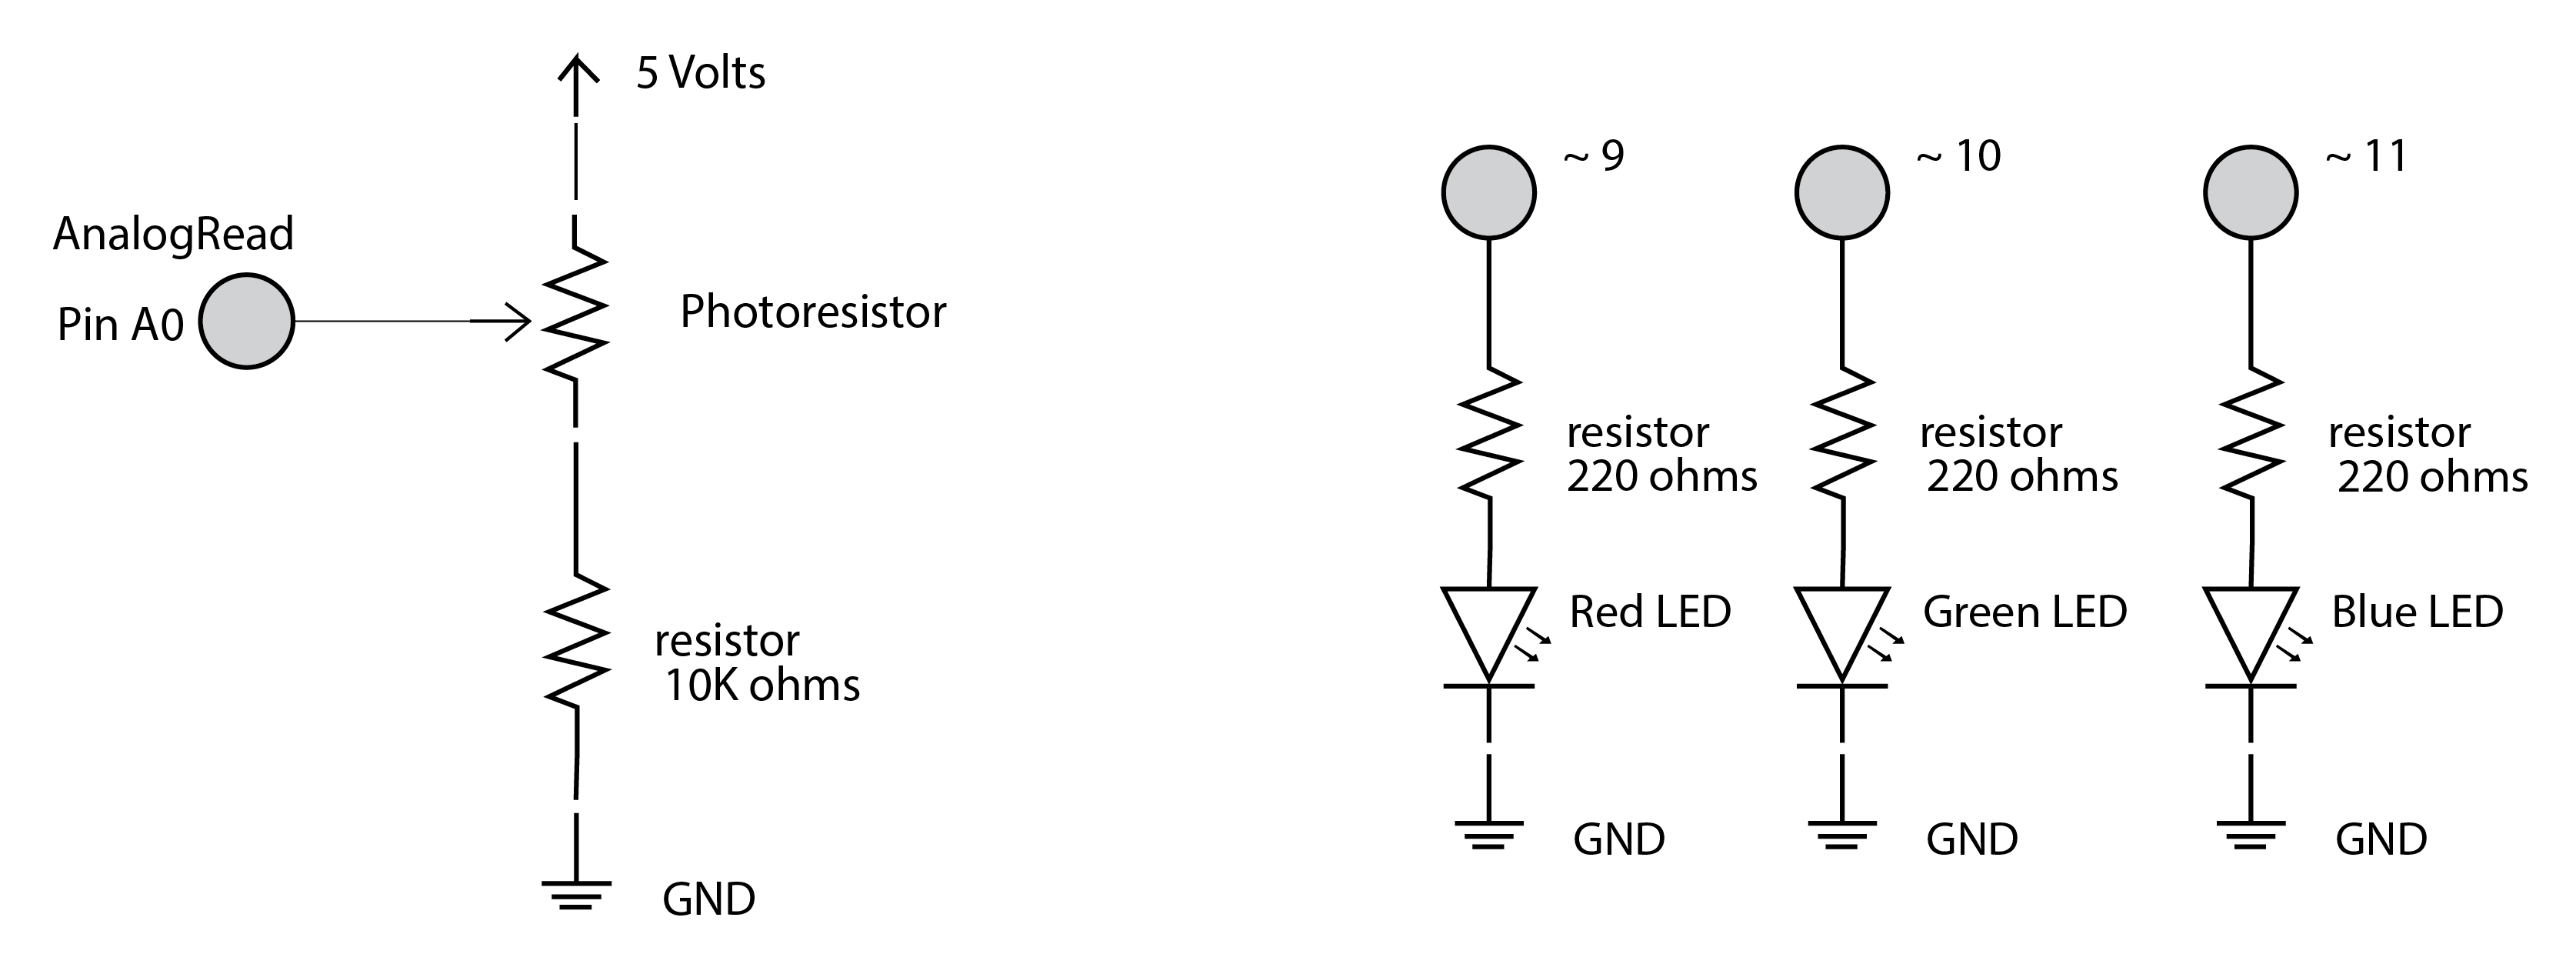 5 Volts
AnalogRead
Pin A0
Photoresistor
resistor
10K ohms
GND
~ 9
resistor
220 ohms
Red LED
GND
~ 10
resistor
220 ohms
Green LED
GND
~ 11
resistor
220 ohms
Blue LED
GND